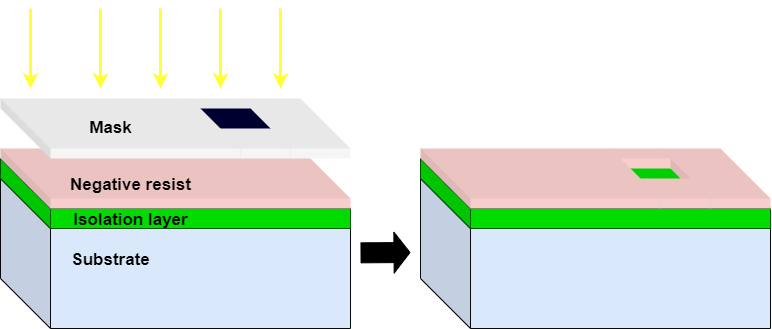 Mask
Negative resist
Isolation layer
Substrate